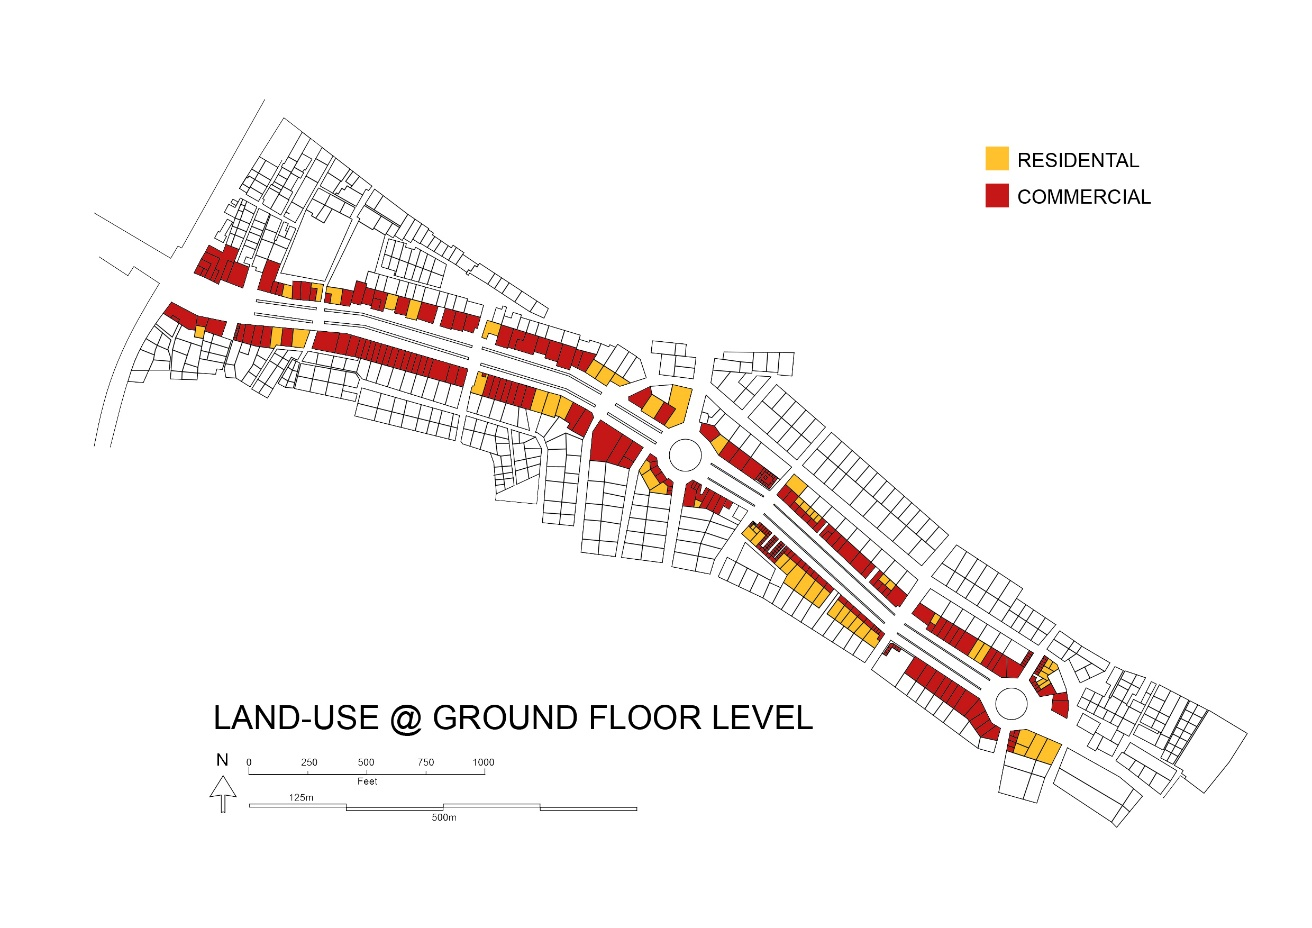 RESIDENTAL
COMMERCIAL
LAND-USE @ GROUND FLOOR LEVEL
N
0 250 500 750 1000
Feet
125m
500m